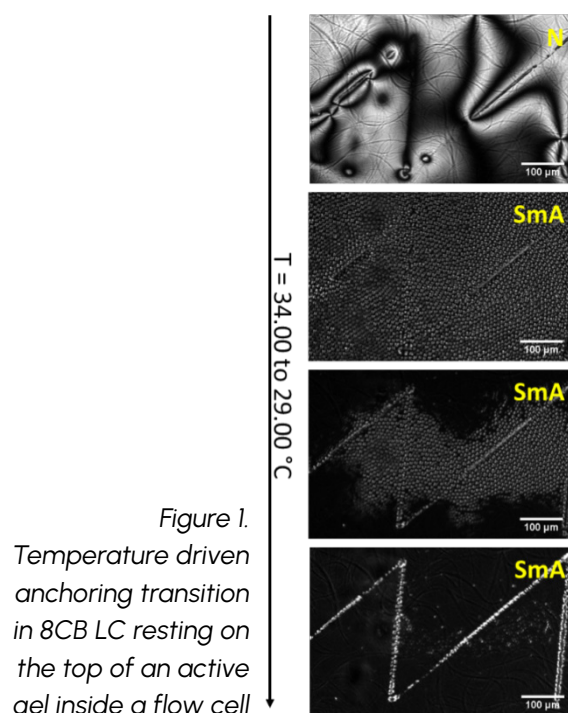 N
100 µm
SmA
100 µm
T = 34.00 to 29.00 °C
SmA
100 µm
SmA
100 µm
Figure 1.
Temperature driven
anchoring transition
in 8CB LC resting on
the top of an active
gel inside a flow cell